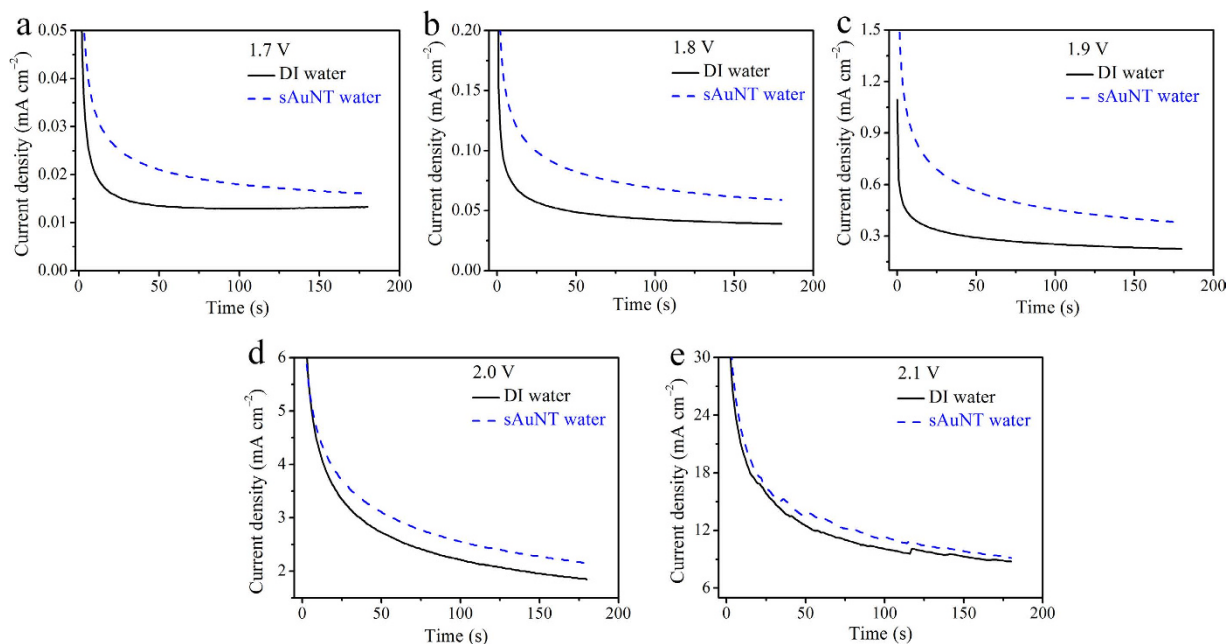 a
0.05
0.04
0.03
0.02
0.01
0.00
Current density (mA cm⁻²)
1.7 V
DI water
sAuNT water
0 50 100 150 200
Time (s)
b
0.20
0.15
0.10
0.05
0.00
Current density (mA cm⁻²)
1.8 V
DI water
sAuNT water
0 50 100 150 200
Time (s)
c
1.5
1.2
0.9
0.6
0.3
Current density (mA cm⁻²)
1.9 V
DI water
sAuNT water
0 50 100 150 200
Time (s)
d
6
5
4
3
2
Current density (mA cm⁻²)
2.0 V
DI water
sAuNT water
0 50 100 150 200
Time (s)
e
30
24
18
12
6
Current density (mA cm⁻²)
2.1 V
DI water
sAuNT water
0 50 100 150 200
Time (s)